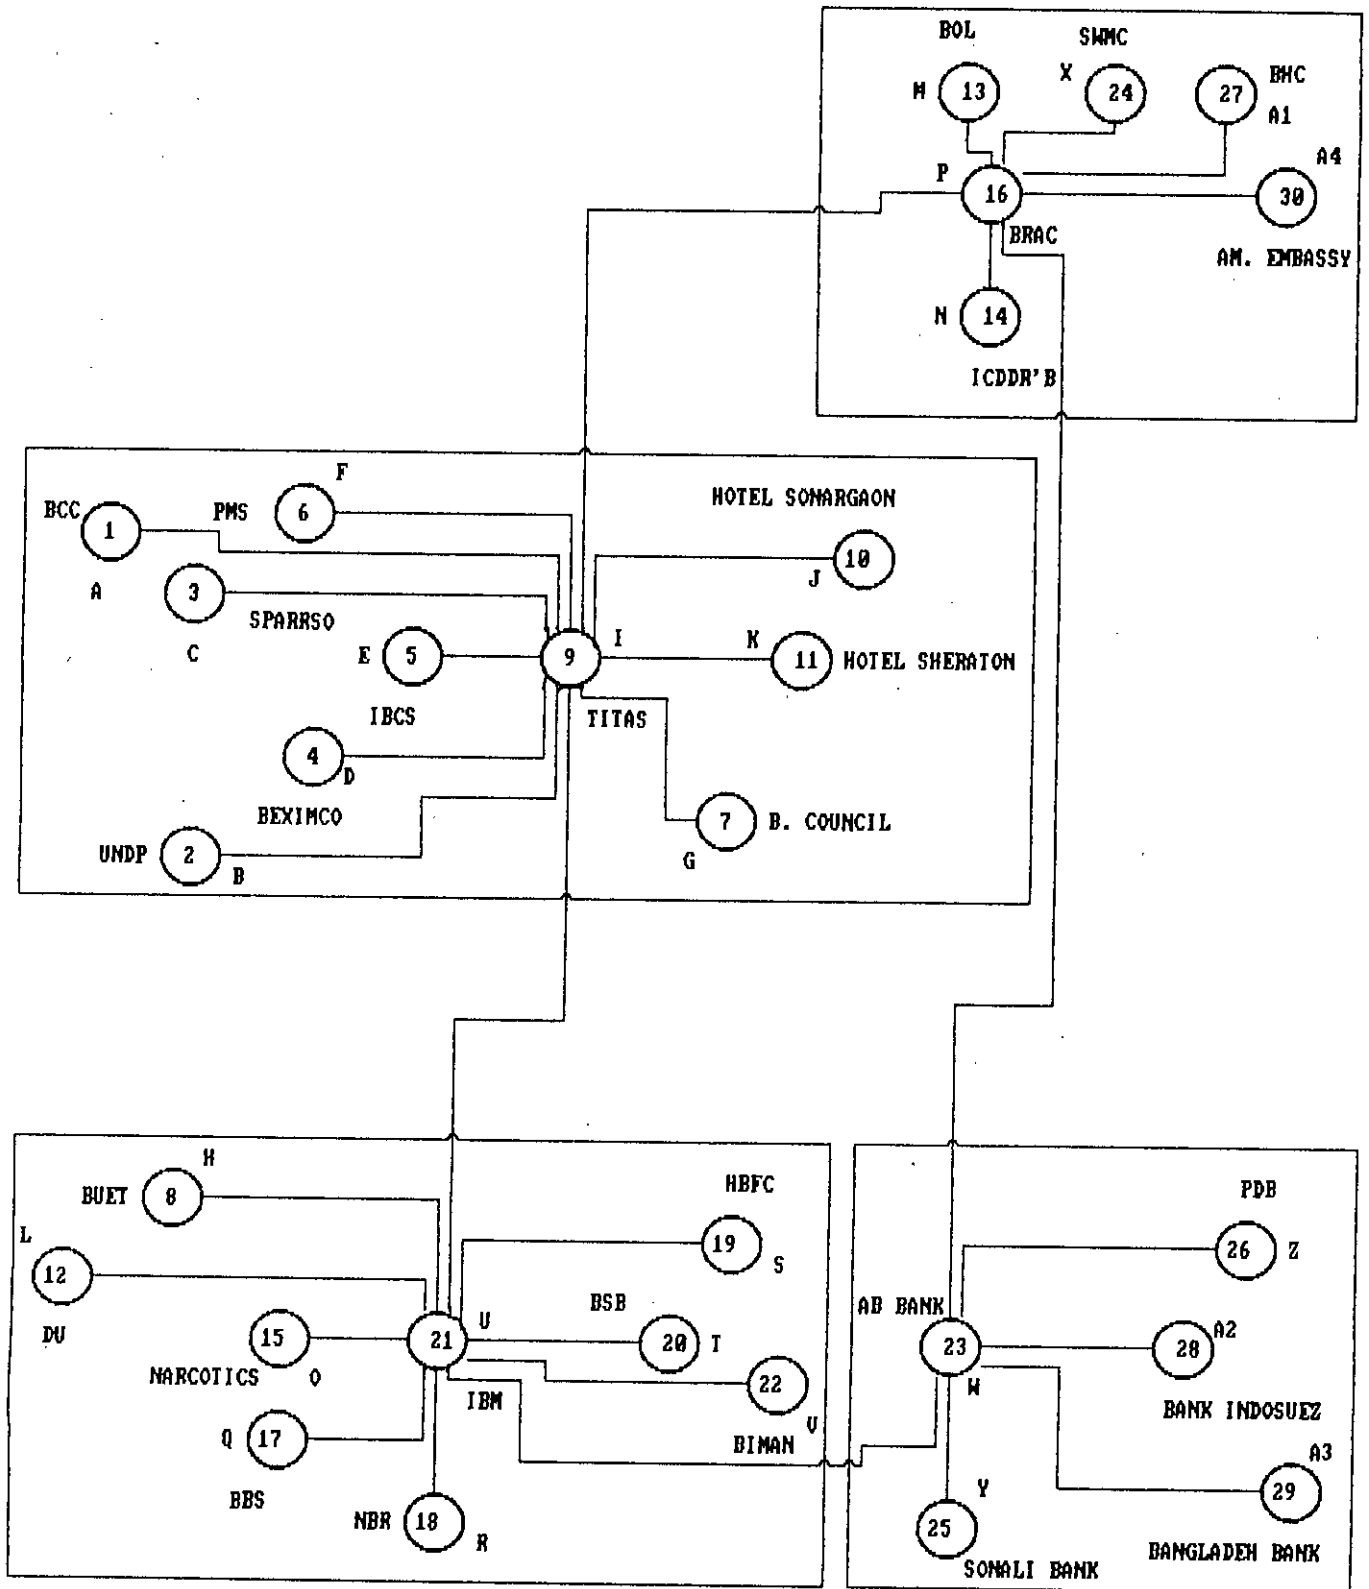 BOL
SWMC
M 13
X 24
27 BHC
A1
A4
P 16
30
BRAC
AM. EMBASSY
N 14
ICDDR'B
F
BCC 1
PMS 6
HOTEL SONARGAON
A
3
10
J
SPARRSO
C
E 5
9 I
K 11 HOTEL SHERATON
IBCS
TITAS
4
D
BEXIMCO
7 B. COUNCIL
G
UNDP 2 B
H
BUET 8
HBFC
PDB
L
12
19
S
26 Z
DU
BSB
AB BANK
15
21 U
20 T
23
28 A2
NARCOTICS O
IBM
22
V
W
BANK INDOSUEZ
Q 17
BIMAN
A3
BBS
29
NBR 18 R
Y
25
SONALI BANK
BANGLADEH BANK